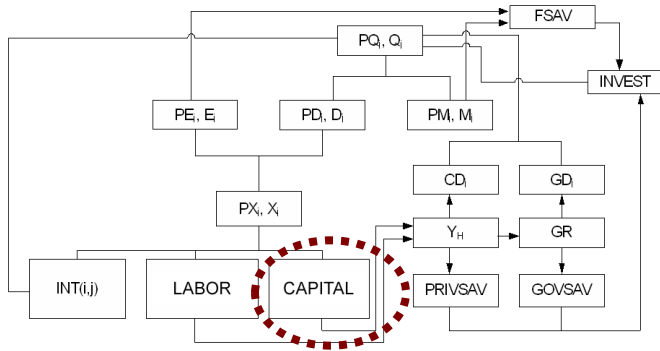 FSAV
PQi, Qi
INVEST
PEi, Ei
PDi, Di
PMi, Mi
CDi
GDi
PXi, Xi
YH
GR
INT(i,j)
LABOR
CAPITAL
PRIVSAV
GOVSAV